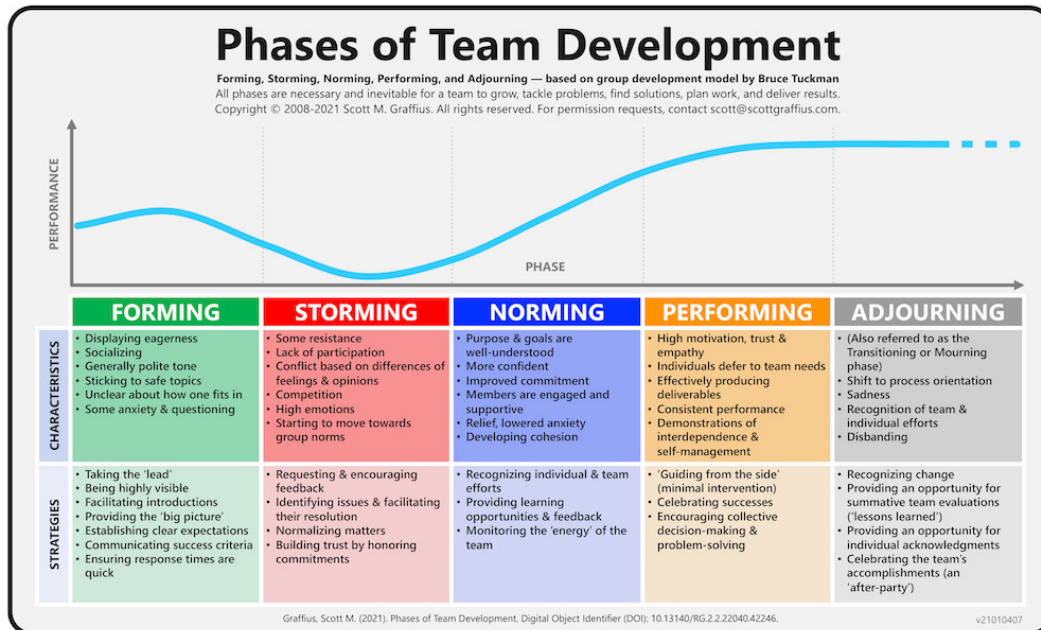 Phases of Team Development
Forming, Storming, Norming, Performing, and Adjourning — based on group development model by Bruce Tuckman
All phases are necessary and inevitable for a team to grow, tackle problems, find solutions, plan work, and deliver results.
Copyright © 2008-2021 Scott M. Graffius. All rights reserved. For permission requests, contact scott@scottgraffius.com.
PERFORMANCE
PHASE
FORMING
STORMING
NORMING
PERFORMING
ADJOURNING
CHARACTERISTICS
• Displaying eagerness
• Socializing
• Generally polite tone
• Sticking to safe topics
• Unclear about how one fits in
• Some anxiety & questioning
• Some resistance
• Lack of participation
• Conflict based on differences of
feelings & opinions
• Competition
• High emotions
• Starting to move towards
group norms
• Purpose & goals are
well-understood
• More confident
• Improved commitment
• Members are engaged and
supportive
• Relief, lowered anxiety
• Developing cohesion
• High motivation, trust &
empathy
• Individuals defer to team needs
• Effectively producing
deliverables
• Consistent performance
• Demonstrations of
interdependence &
self-management
• (Also referred to as the
Transitioning or Mourning
phase)
• Shift to process orientation
• Sadness
• Recognition of team &
individual efforts
• Disbanding
STRATEGIES
• Taking the ‘lead’
• Being highly visible
• Facilitating introductions
• Providing the ‘big picture’
• Establishing clear expectations
• Communicating success criteria
• Ensuring response times are
quick
• Requesting & encouraging
feedback
• Identifying issues & facilitating
their resolution
• Normalizing matters
• Building trust by honoring
commitments
• Recognizing individual & team
efforts
• Providing learning
opportunities & feedback
• Monitoring the ‘energy’ of the
team
• ‘Guiding from the side’
(minimal intervention)
• Celebrating successes
• Encouraging collective
decision-making &
problem-solving
• Recognizing change
• Providing an opportunity for
summative team evaluations
(‘lessons learned’)
• Providing an opportunity for
individual acknowledgments
• Celebrating the team’s
accomplishments (an
‘after-party’)
Graffius, Scott M. (2021). Phases of Team Development. Digital Object Identifier (DOI): 10.13140/RG.2.2.22040.42246.
v21010407